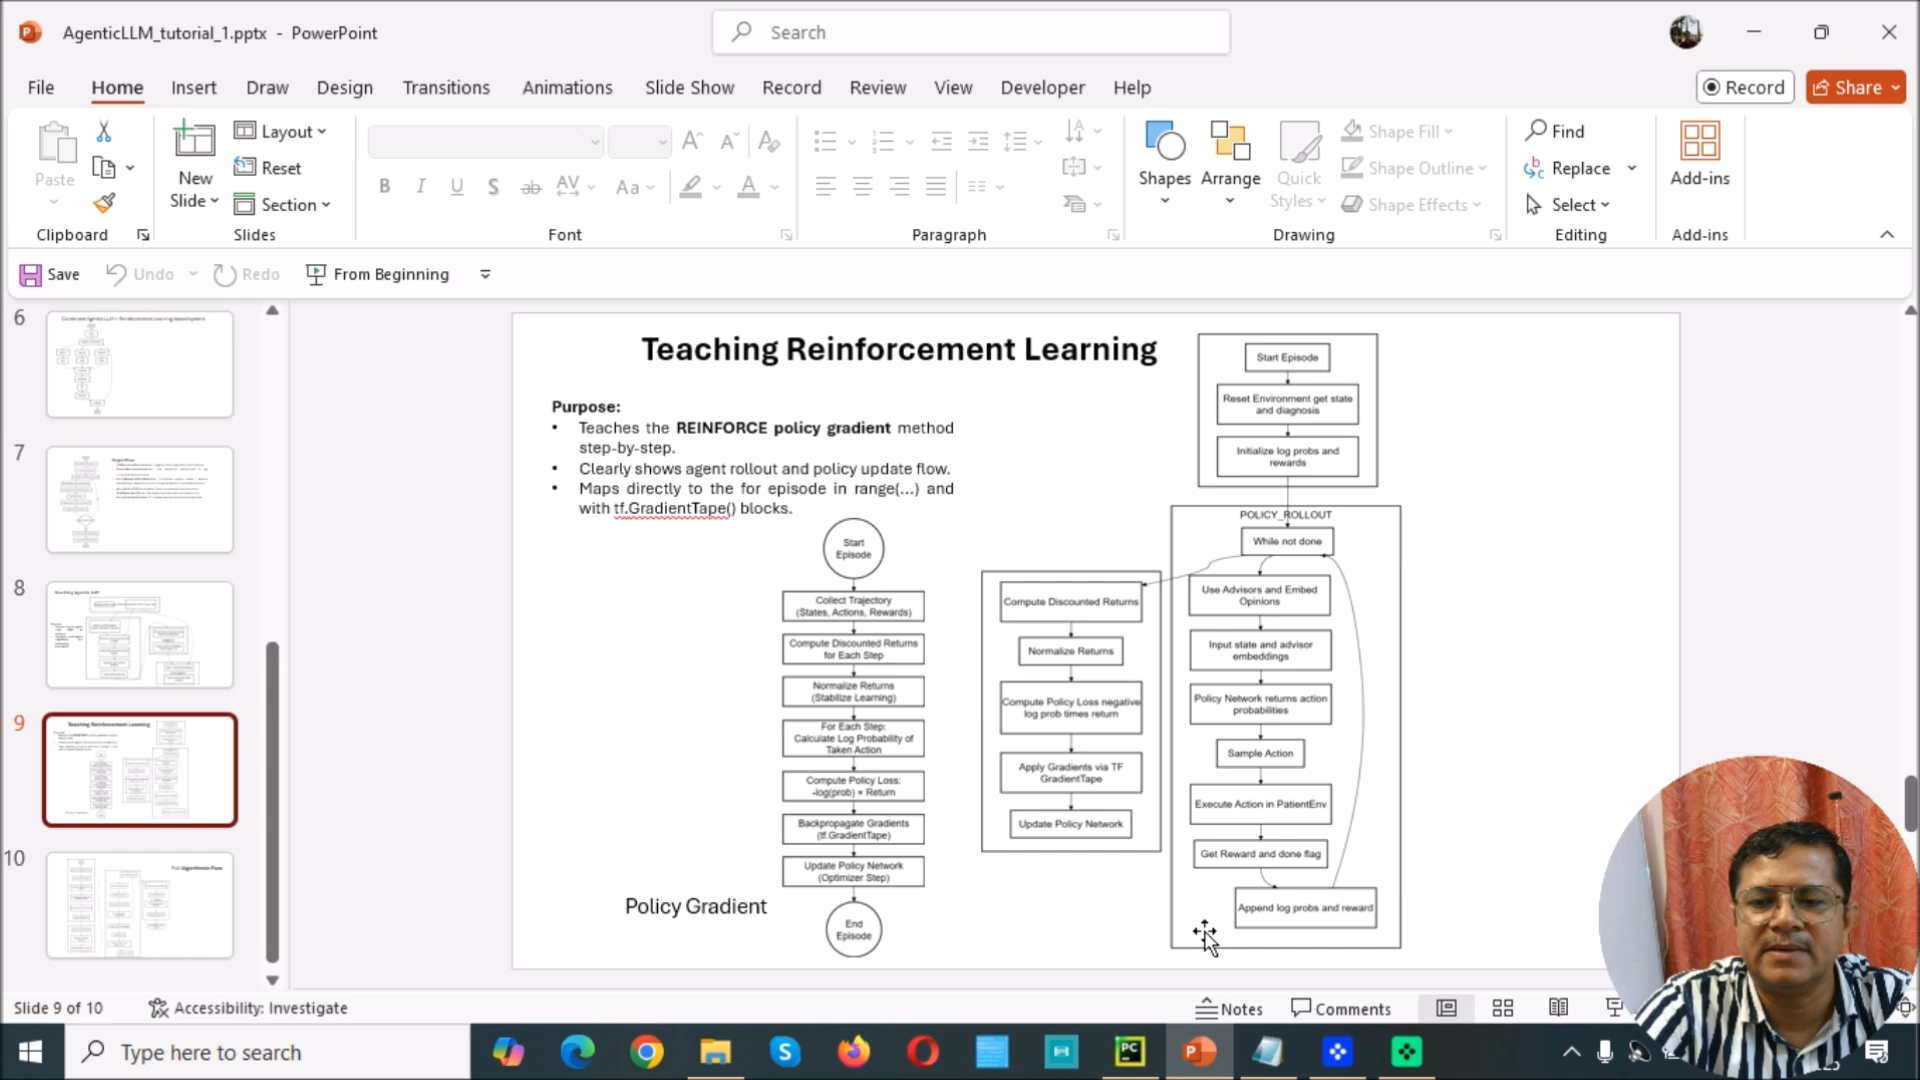 AgenticLLM_tutorial_1.pptx - PowerPoint
Search
File Home Insert Draw Design Transitions Animations Slide Show Record Review View Developer Help
Record
Share
Paste
Clipboard
New
Slide
Layout
Reset
Section
Slides
Font
Paragraph
Shapes
Arrange
Quick
Styles
Shape Fill
Shape Outline
Shape Effects
Drawing
Find
Replace
Select
Editing
Add-ins
Add-ins
Save Undo Redo From Beginning
6
7
8
9
10
Teaching Reinforcement Learning
Purpose:
• Teaches the REINFORCE policy gradient method
step-by-step.
• Clearly shows agent rollout and policy update flow.
• Maps directly to the for episode in range(...) and
with tf.GradientTape() blocks.
Start
Episode
Collect Trajectory
(States, Actions, Rewards)
Compute Discounted Returns
for Each Step
Normalize Returns
(Stabilize Learning)
For Each Step:
Calculate Log Probability of
Taken Action
Compute Policy Loss:
-log(prob) × Return
Backpropagate Gradients
(tf.GradientTape)
Update Policy Network
(Optimizer Step)
End
Episode
Policy Gradient
Compute Discounted Returns
Normalize Returns
Compute Policy Loss negative
log prob times return
Apply Gradients via TF
GradientTape
Update Policy Network
Start Episode
Reset Environment get state
and diagnosis
Initialize log probs and
rewards
POLICY_ROLLOUT
While not done
Use Advisors and Embed
Opinions
Input state and advisor
embeddings
Policy Network returns action
probabilities
Sample Action
Execute Action in PatientEnv
Get Reward and done flag
Append log probs and reward
Slide 9 of 10
Accessibility: Investigate
Notes
Comments
Type here to search